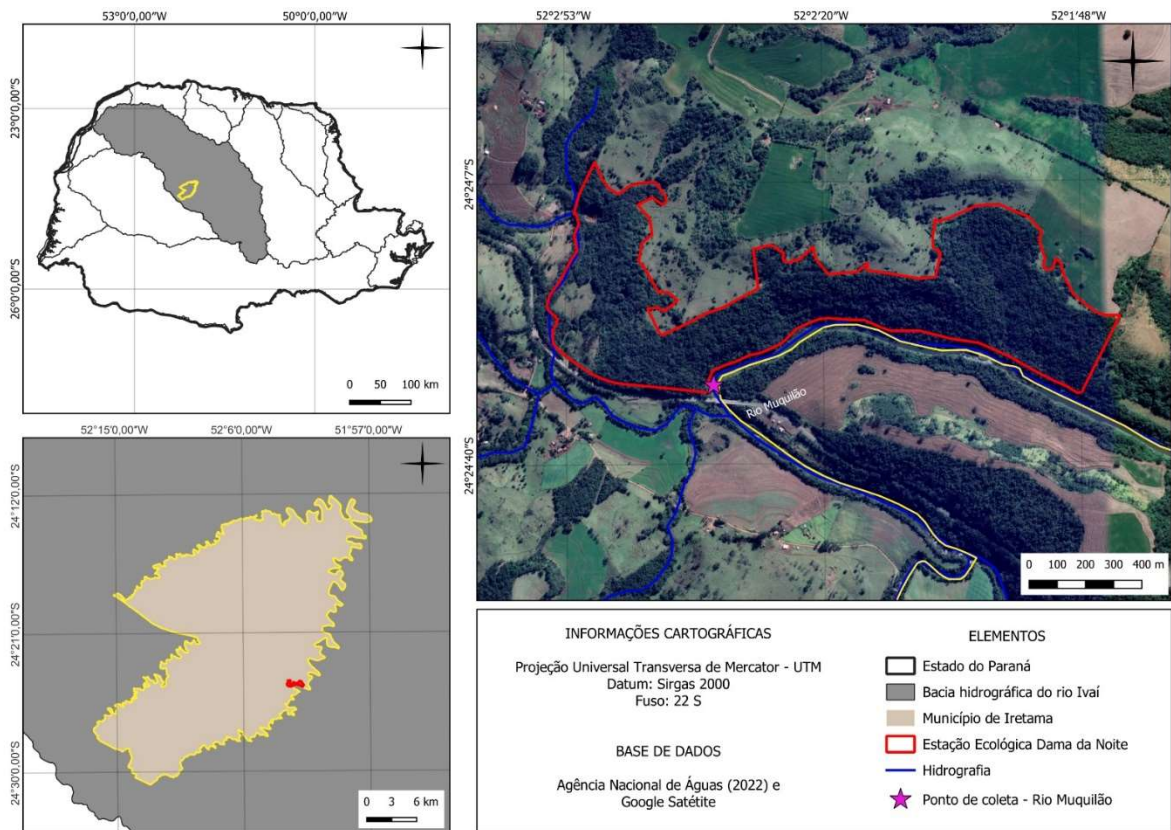 53°0'0,00"W 50°0'0,00"W
23°0'0,00"S
26°0'0,00"S
0 50 100 km
52°15'0,00"W 52°6'0,00"W 51°57'0,00"W
24°12'0,00"S
24°21'0,00"S
24°30'0,00"S
0 3 6 km
52°2'53"W 52°2'20"W 52°1'48"W
24°24'7"S
24°24'40"S
Rio Muquilão
0 100 200 300 400 m
INFORMAÇÕES CARTOGRÁFICAS
Projeção Universal Transversa de Mercator - UTM
Datum: Sirgas 2000
Fuso: 22 S
BASE DE DADOS
Agência Nacional de Águas (2022) e
Google Satétite
ELEMENTOS
Estado do Paraná
Bacia hidrográfica do rio Ivaí
Município de Iretama
Estação Ecológica Dama da Noite
Hidrografia
Ponto de coleta - Rio Muquilão